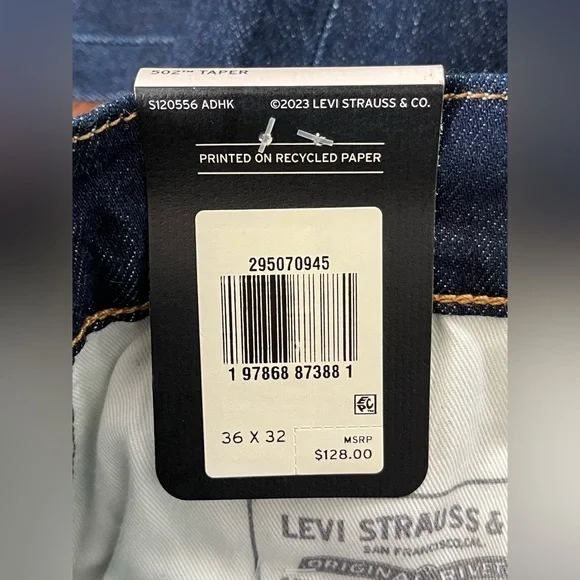 502™ TAPER
S120556 ADHK ©2023 LEVI STRAUSS & CO.
PRINTED ON RECYCLED PAPER
295070945
1 97868 87388 1
36 X 32
MSRP
$128.00
LEVI STRAUSS &
SAN FRANCISCO, CAL
ORIGINAL